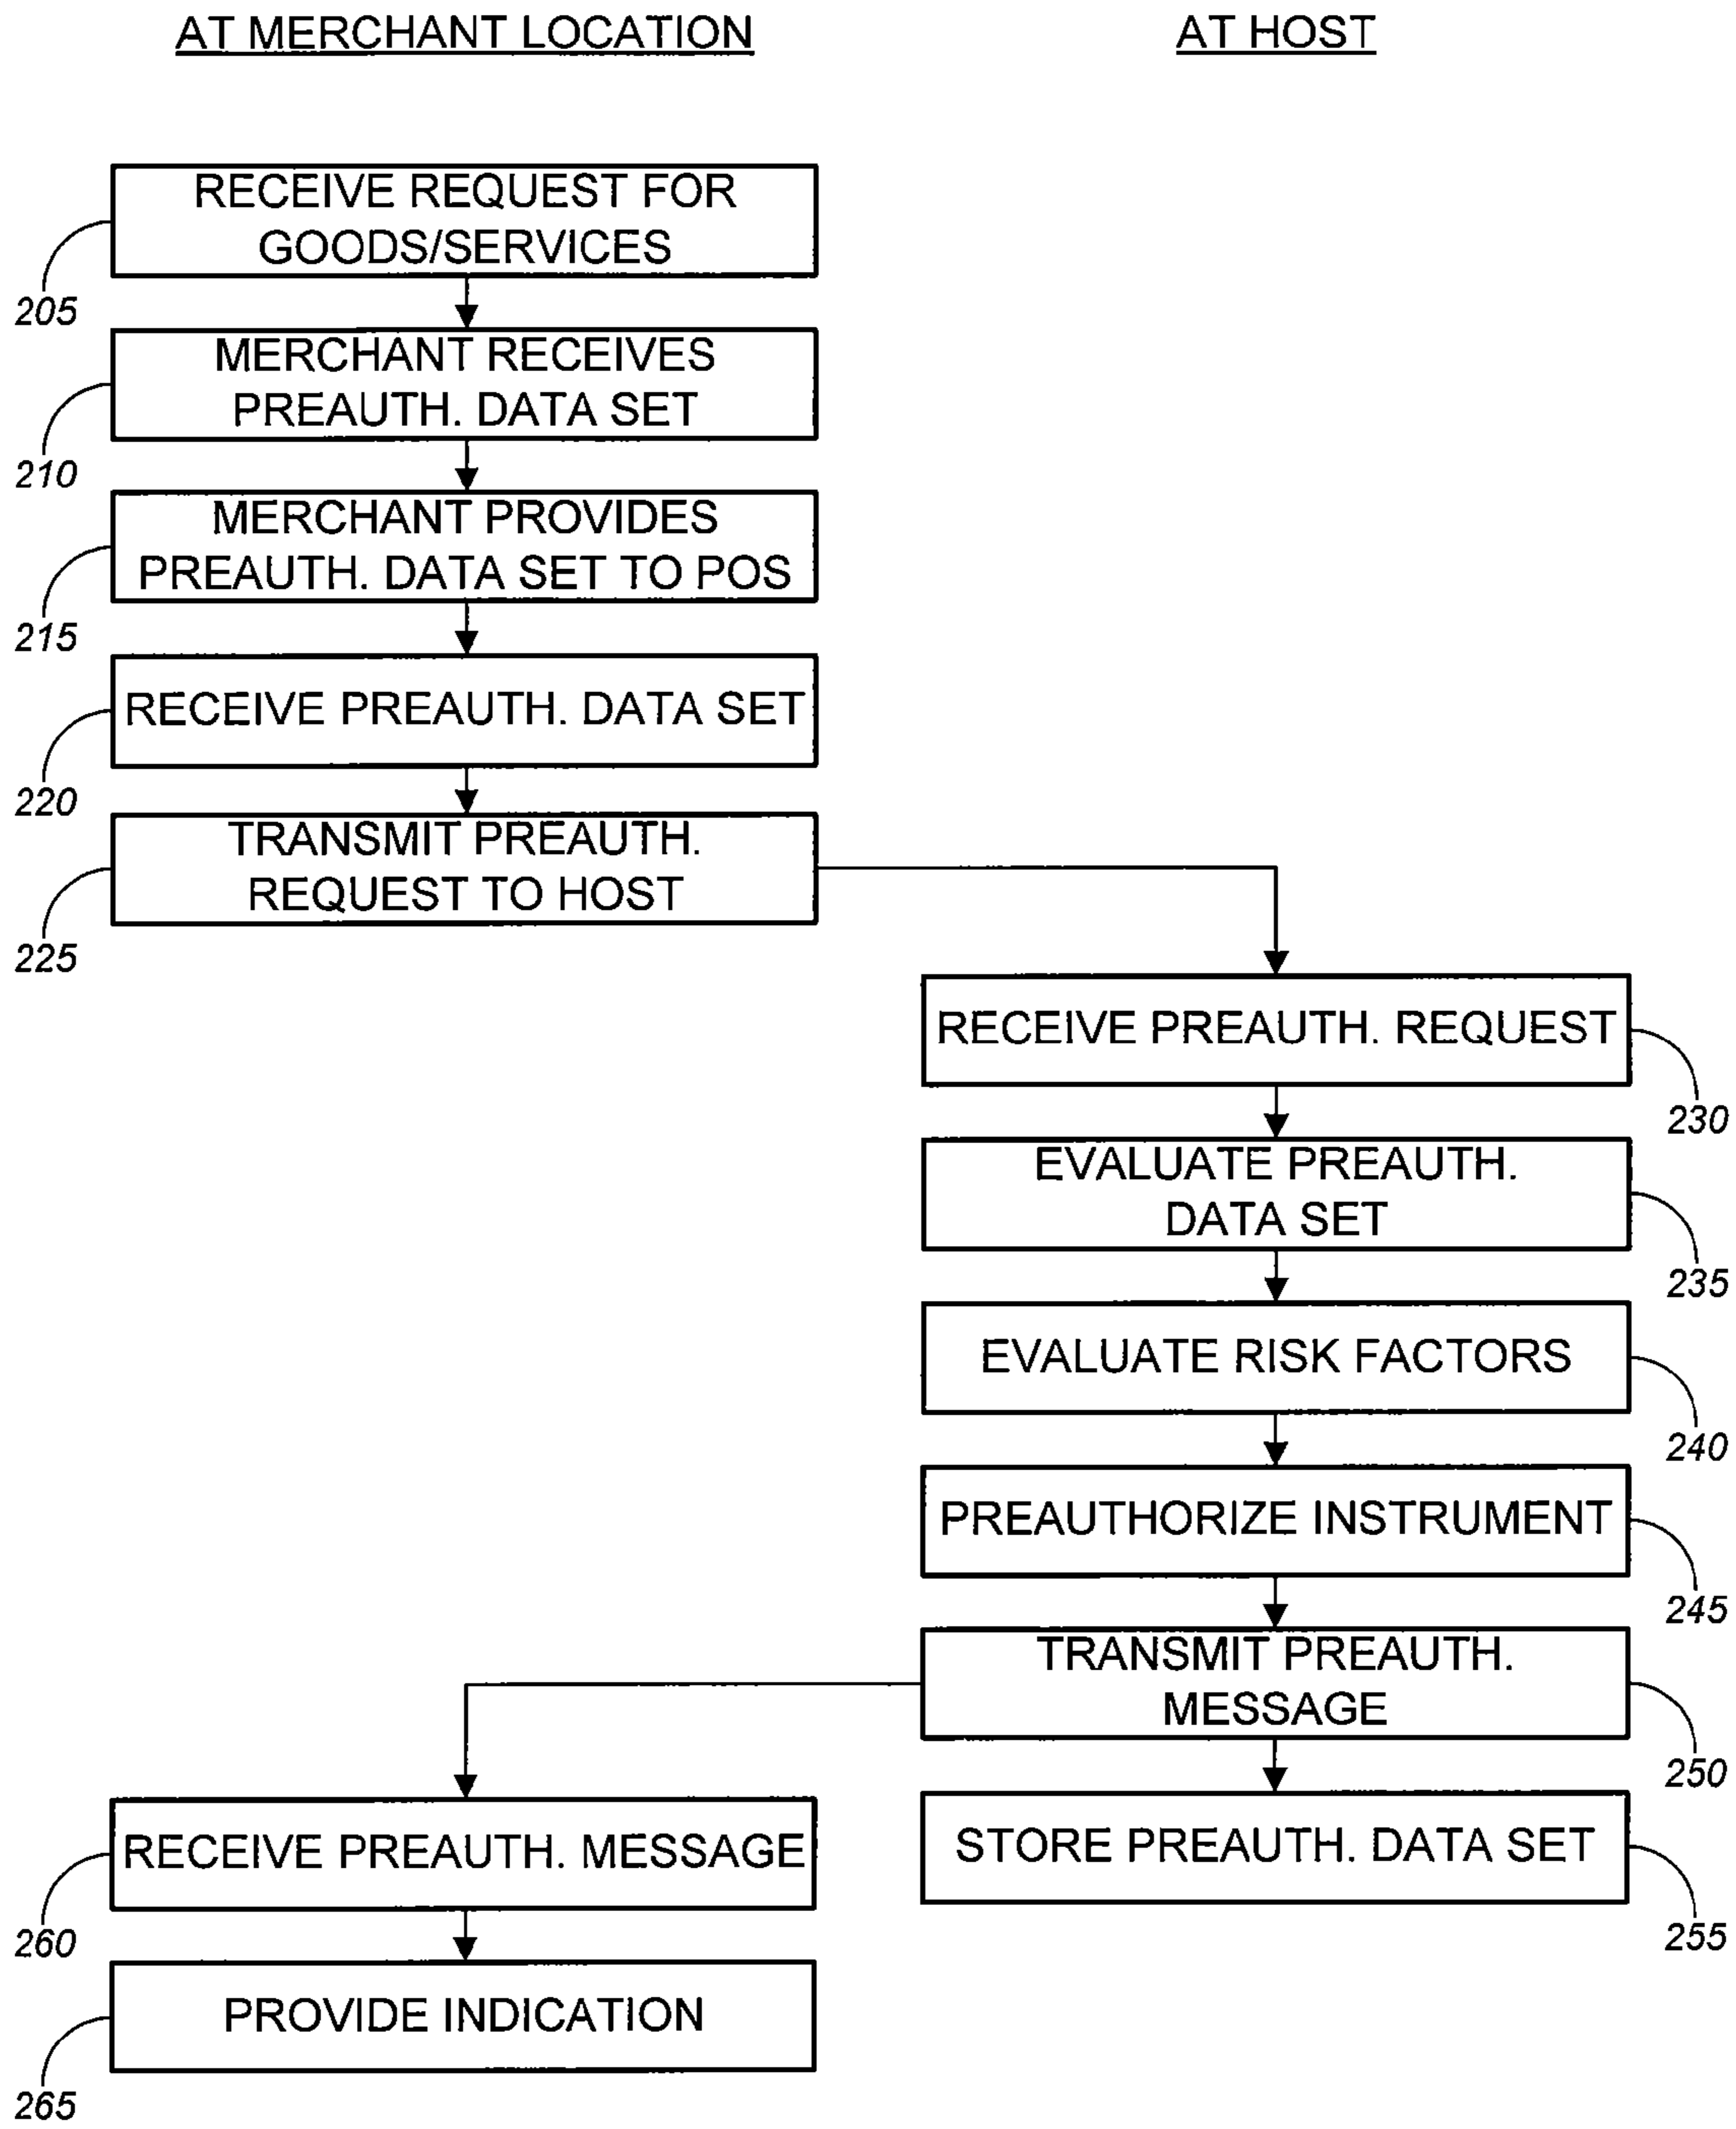 AT MERCHANT LOCATION
AT HOST
RECEIVE REQUEST FOR
GOODS/SERVICES
205
MERCHANT RECEIVES
PREAUTH. DATA SET
210
MERCHANT PROVIDES
PREAUTH. DATA SET TO POS
215
RECEIVE PREAUTH. DATA SET
220
TRANSMIT PREAUTH.
REQUEST TO HOST
225
RECEIVE PREAUTH. REQUEST
230
EVALUATE PREAUTH.
DATA SET
235
EVALUATE RISK FACTORS
240
PREAUTHORIZE INSTRUMENT
245
TRANSMIT PREAUTH.
MESSAGE
250
STORE PREAUTH. DATA SET
255
RECEIVE PREAUTH. MESSAGE
260
PROVIDE INDICATION
265